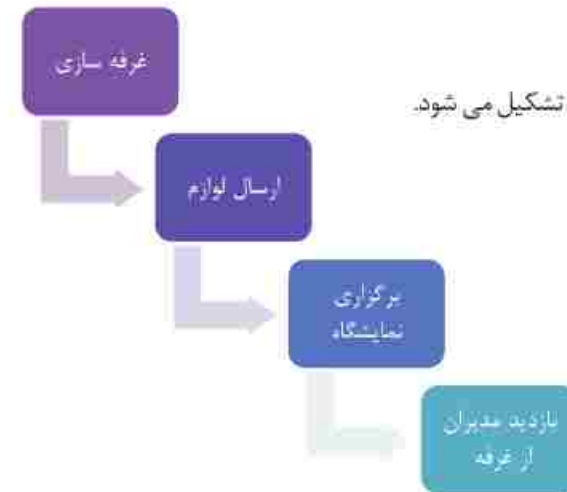 غرفه سازی
تشکیل می شود.
ارسال لوازم
برگزاری
نمایشگاه
بازدید مدیران
از غرفه